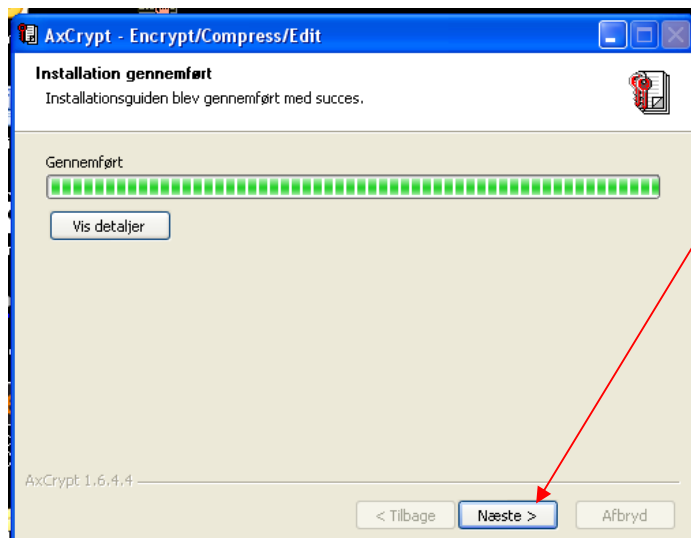 AxCrypt - Encrypt/Compress/Edit
Installation gennemført
Installationsguiden blev gennemført med succes.
Gennemført
Vis detaljer
AxCrypt 1.6.4.4
< Tilbage Næste > Afbryd